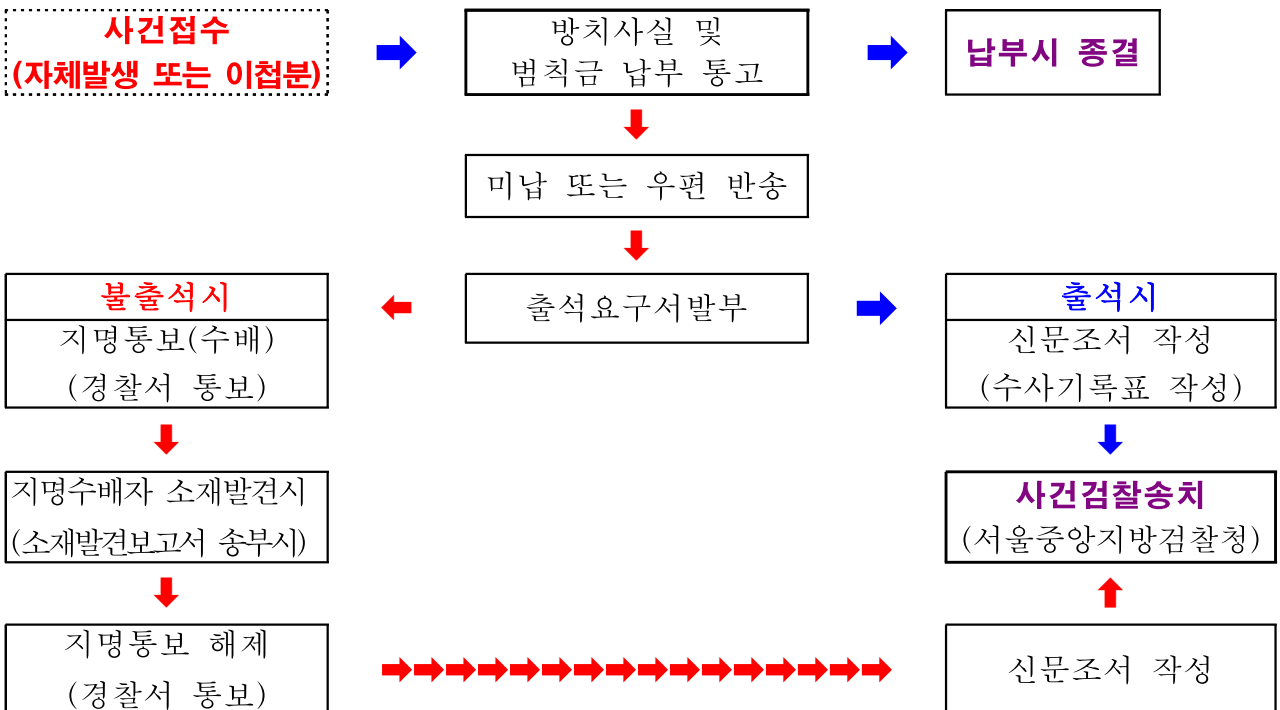 사건접수
(자체발생 또는 이첩분)
방치사실 및
범칙금 납부 통고
납부시 종결
미납 또는 우편 반송
불출석시
지명통보(수배)
(경찰서 통보)
출석요구서발부
출석시
신문조서 작성
(수사기록표 작성)
지명수배자 소재발견시
(소재발견보고서 송부시)
사건검찰송치
(서울중앙지방검찰청)
지명통보 해제
(경찰서 통보)
신문조서 작성